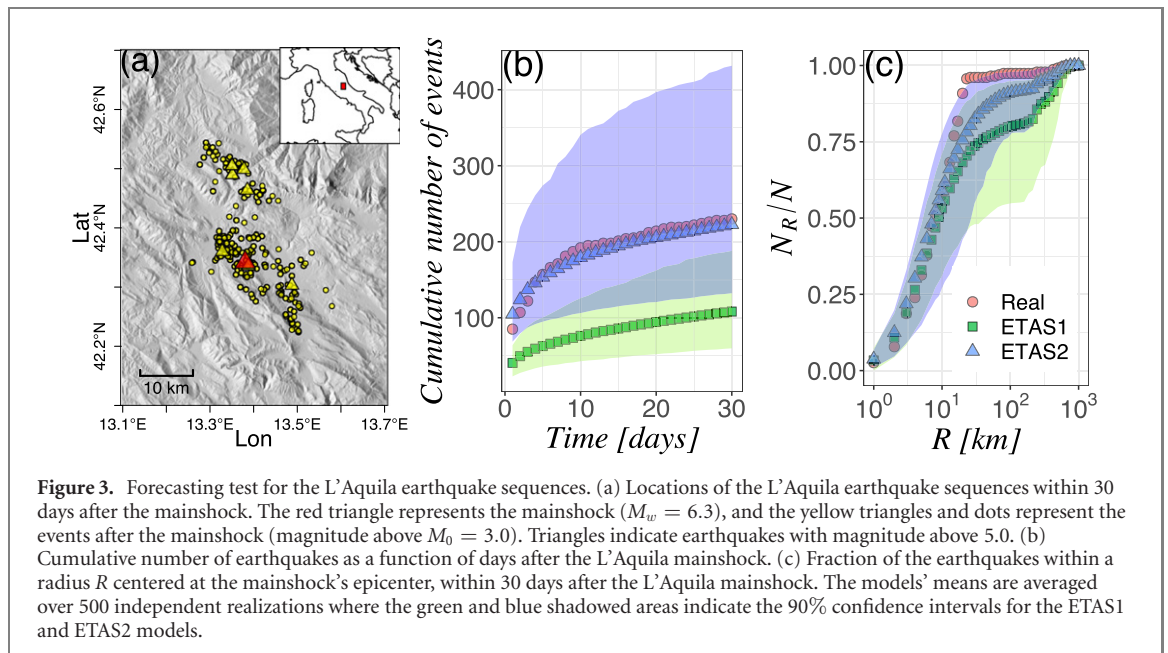 (a)
42.6°N
42.4°N
42.2°N
Lat
10 km
13.1°E 13.3°E 13.5°E 13.7°E
Lon
(b)
Cumulative number of events
400
300
200
100
0 10 20 30
Time [days]
(c)
N_R/N
1.00
0.75
0.50
0.25
0.00
Real
ETAS1
ETAS2
10⁰ 10¹ 10² 10³
R [km]
Figure 3. Forecasting test for the L’Aquila earthquake sequences. (a) Locations of the L’Aquila earthquake sequences within 30
days after the mainshock. The red triangle represents the mainshock (M_w = 6.3), and the yellow triangles and dots represent the
events after the mainshock (magnitude above M_0 = 3.0). Triangles indicate earthquakes with magnitude above 5.0. (b)
Cumulative number of earthquakes as a function of days after the L’Aquila mainshock. (c) Fraction of the earthquakes within a
radius R centered at the mainshock’s epicenter, within 30 days after the L’Aquila mainshock. The models’ means are averaged
over 500 independent realizations where the green and blue shadowed areas indicate the 90% confidence intervals for the ETAS1
and ETAS2 models.